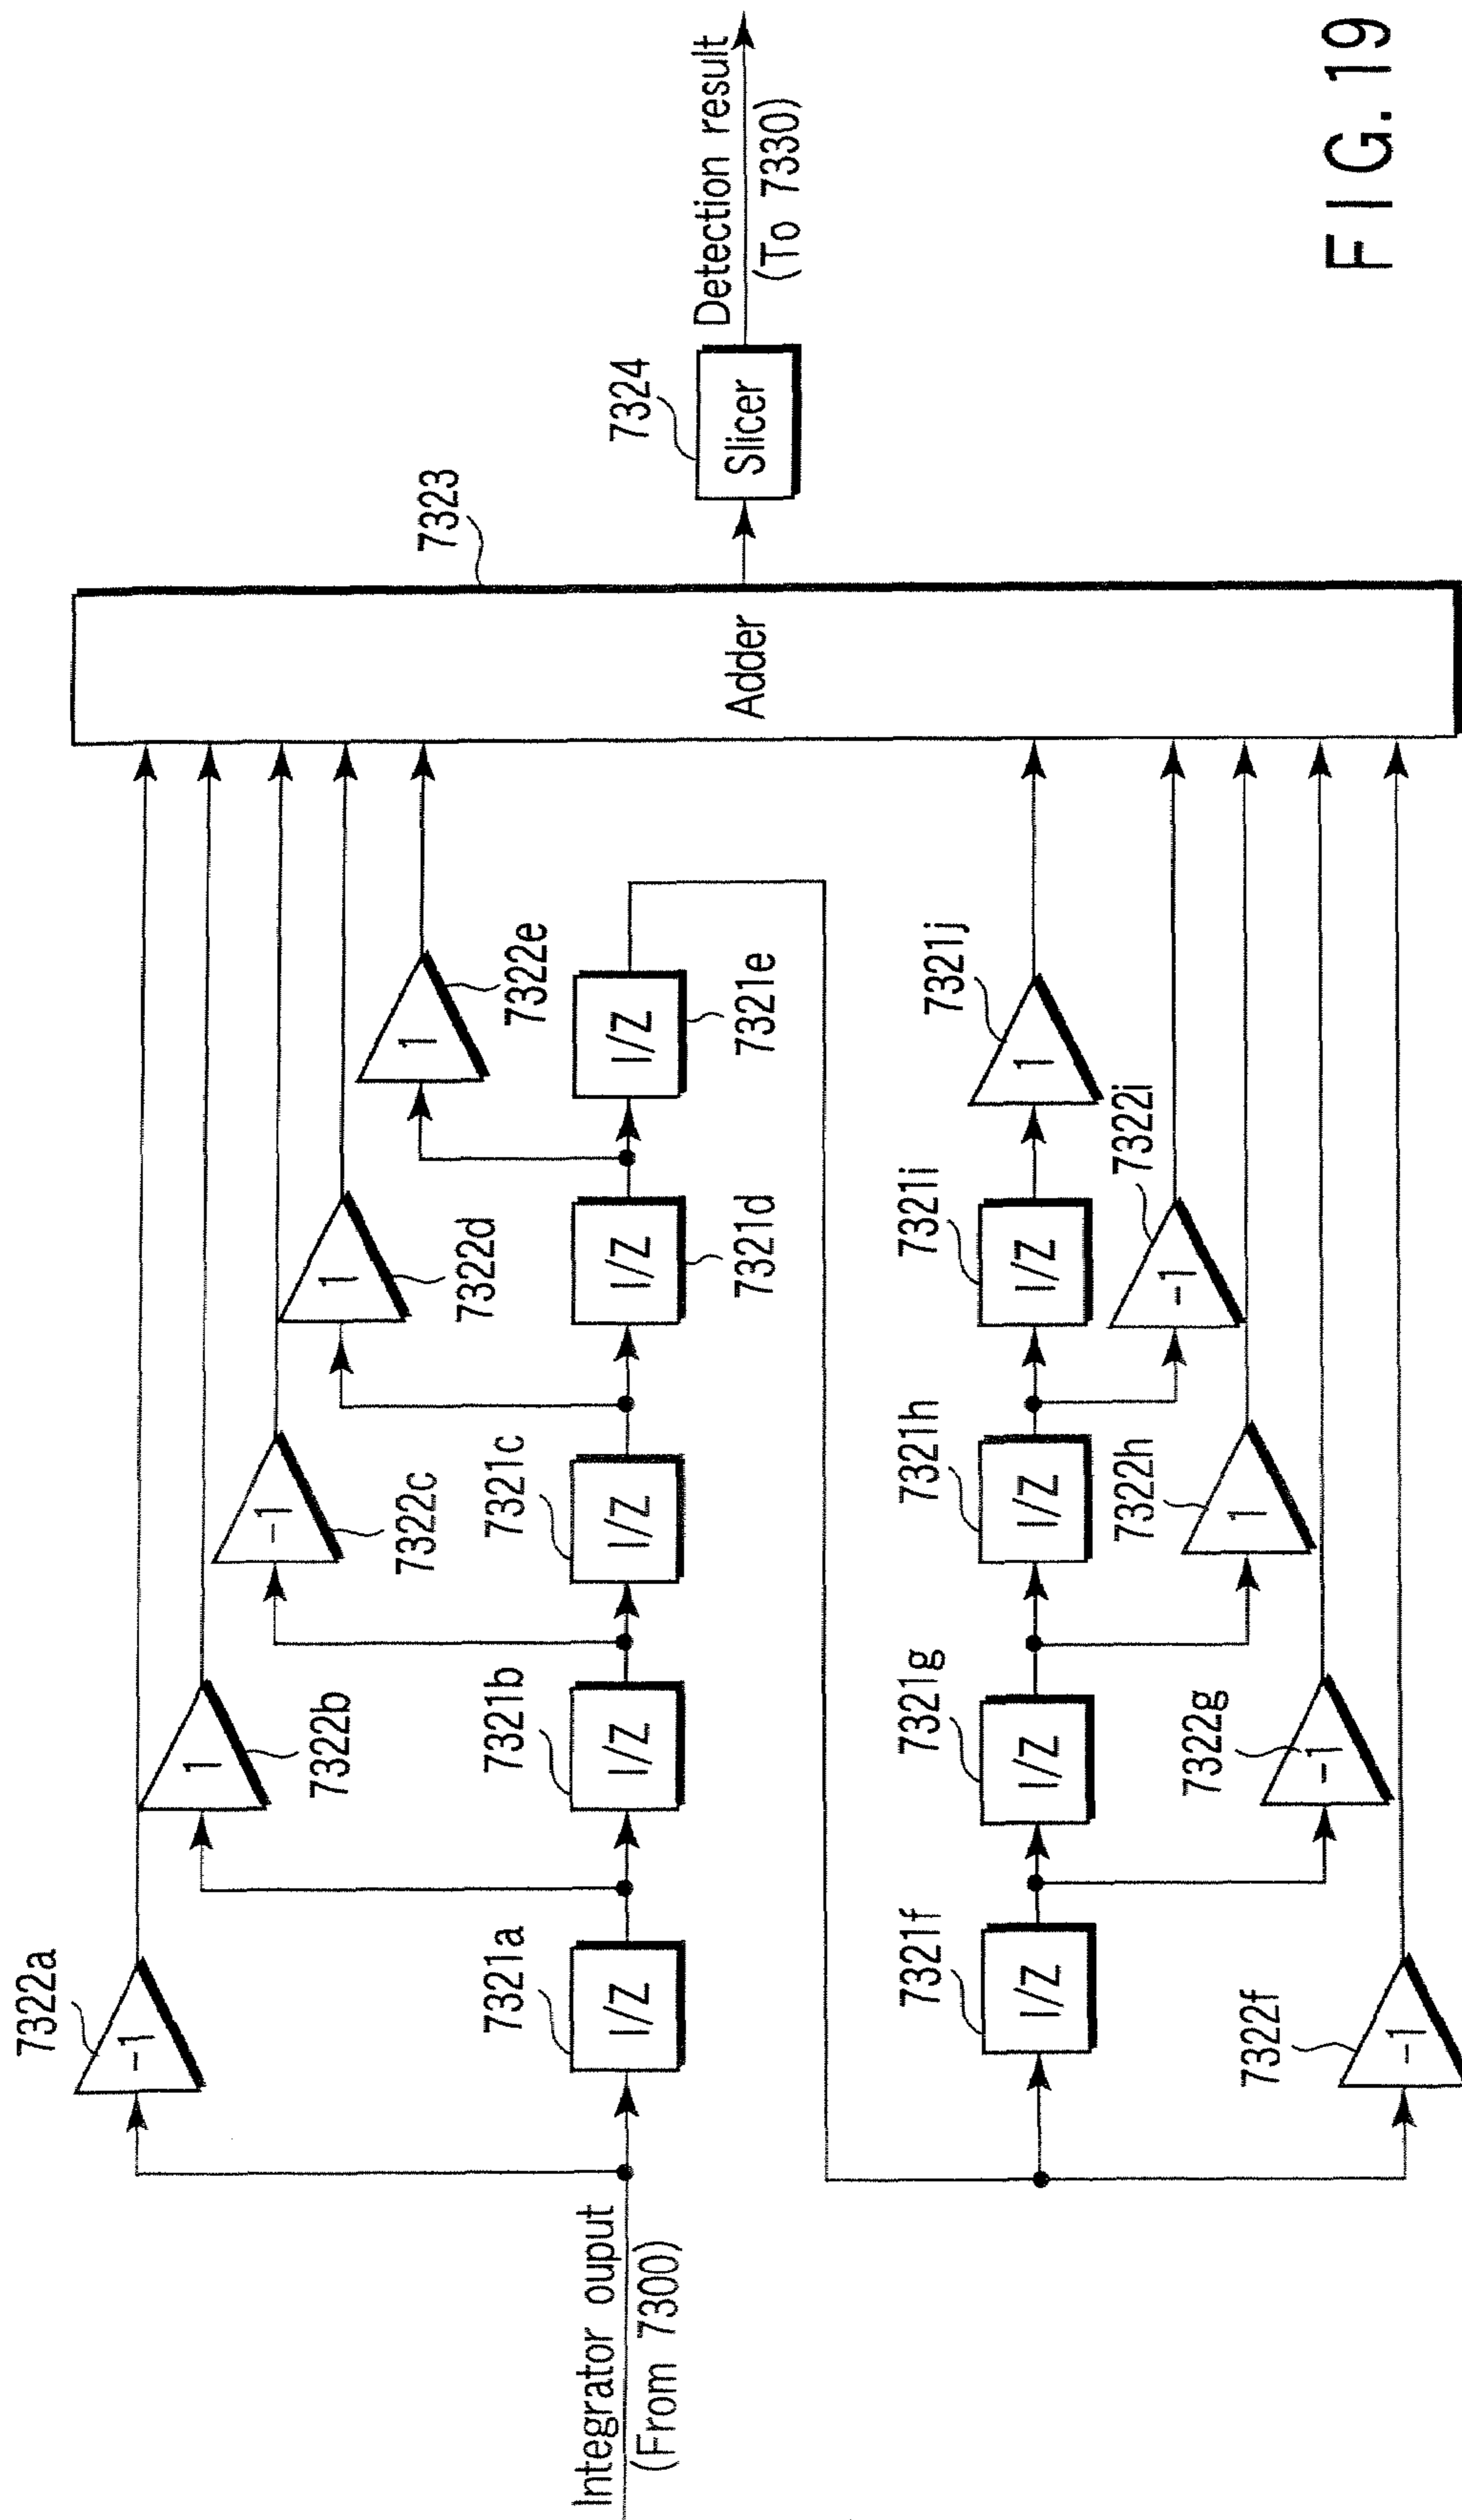 7322a
-1
7322b
1
7322c
-1
7322d
1
7322e
1
Integrator ouput
(From 7300)
7321a
I/Z
7321b
I/Z
7321c
I/Z
7321d
I/Z
7321e
I/Z
7323
Adder
7324
Slicer
Detection result
(To 7330)
7321f
I/Z
7321g
I/Z
7321h
I/Z
7321i
I/Z
7321j
1
7322f
-1
7322g
-1
7322h
1
7322i
-1
FIG. 19